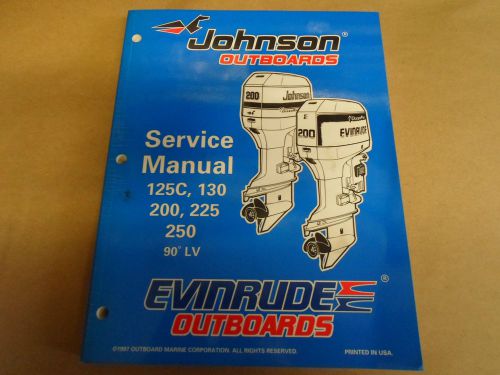 Johnson®
OUTBOARDS
200 Johnson
200 EVINRUDE
Service
Manual
125C, 130
200, 225
250
90° LV
EVINRUDE®
OUTBOARDS
©1997 OUTBOARD MARINE CORPORATION. ALL RIGHTS RESERVED.
PRINTED IN USA.